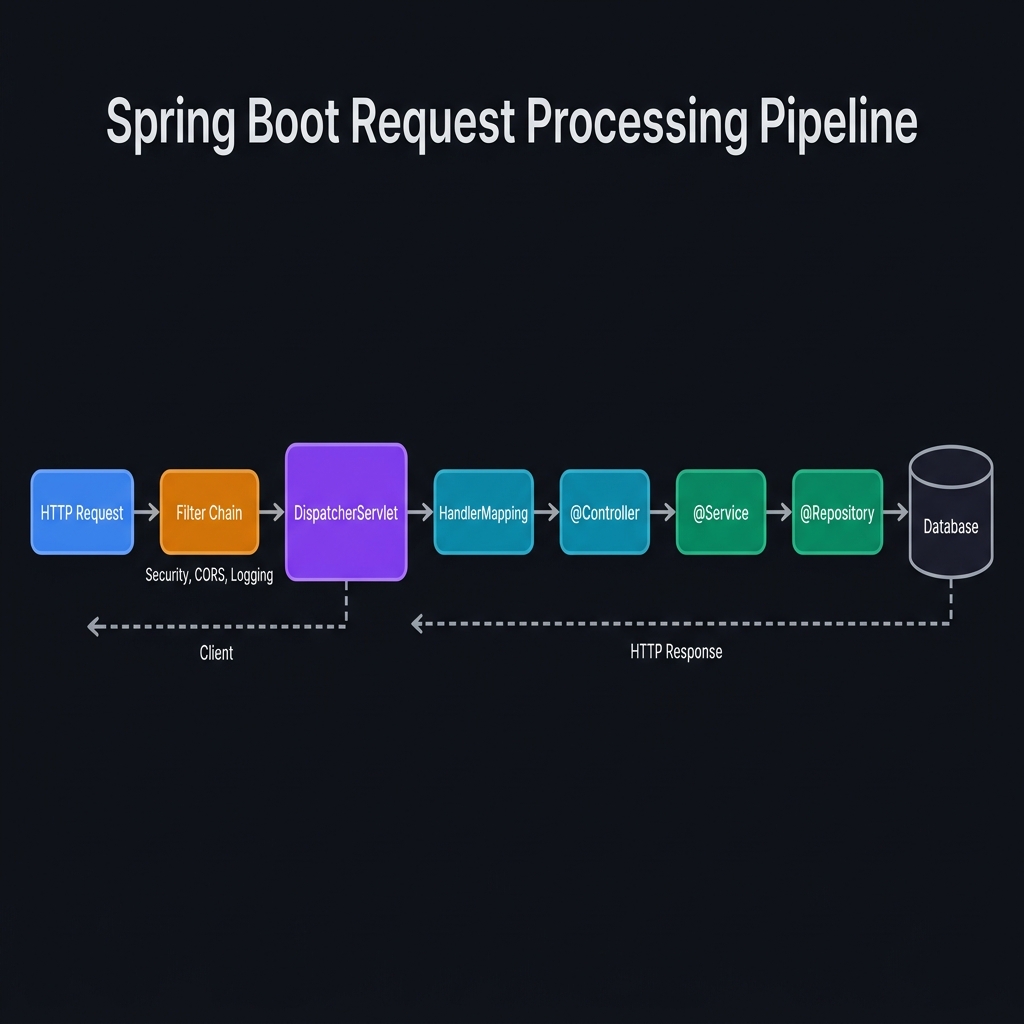 Spring Boot Request Processing Pipeline
HTTP Request
Filter Chain
DispatcherServlet
HandlerMapping
@Controller
@Service
@Repository
Database
Security, CORS, Logging
Client
HTTP Response